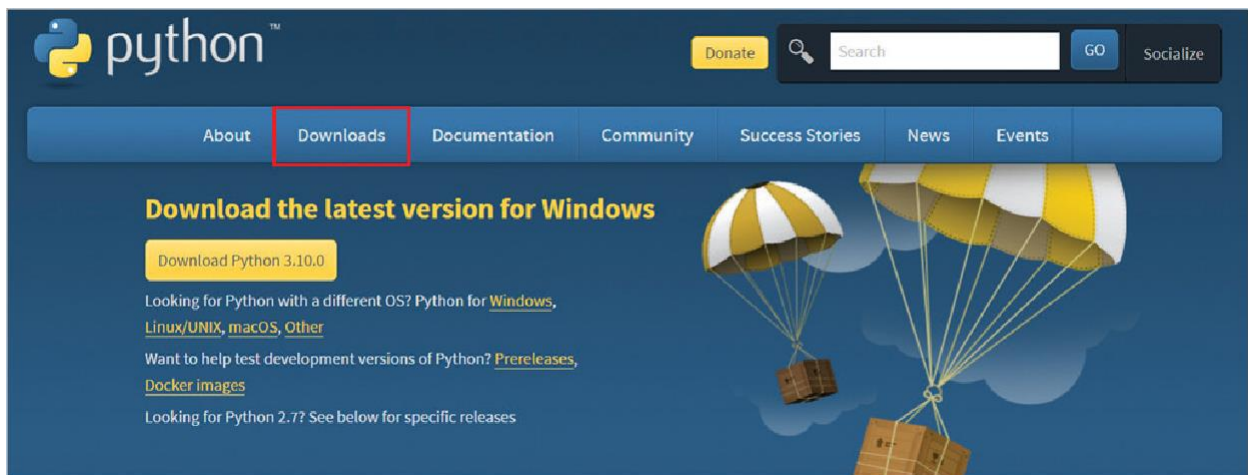 python™
Donate
Search
GO
Socialize
About Downloads Documentation Community Success Stories News Events
Download the latest version for Windows
Download Python 3.10.0
Looking for Python with a different OS? Python for Windows,
Linux/UNIX, macOS, Other
Want to help test development versions of Python? Prereleases,
Docker images
Looking for Python 2.7? See below for specific releases